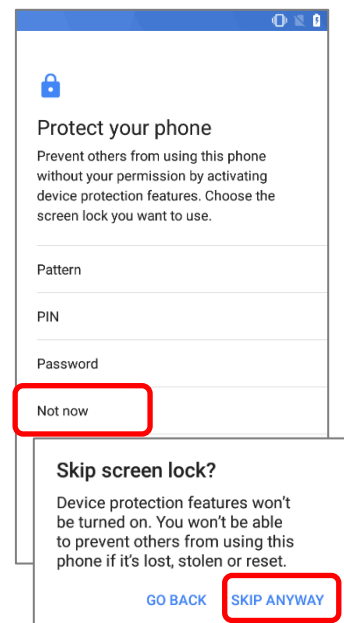 Protect your phone
Prevent others from using this phone
without your permission by activating
device protection features. Choose the
screen lock you want to use.
Pattern
PIN
Password
Not now
Skip screen lock?
Device protection features won't
be turned on. You won't be able
to prevent others from using this
phone if it's lost, stolen or reset.
GO BACK SKIP ANYWAY